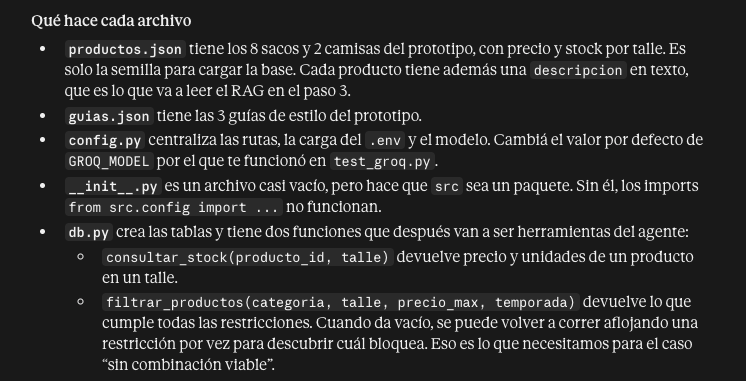 Qué hace cada archivo
• productos.json tiene los 8 sacos y 2 camisas del prototipo, con precio y stock por talle. Es
solo la semilla para cargar la base. Cada producto tiene además una descripcion en texto,
que es lo que va a leer el RAG en el paso 3.
• guias.json tiene las 3 guías de estilo del prototipo.
• config.py centraliza las rutas, la carga del .env y el modelo. Cambiá el valor por defecto de
GROQ_MODEL por el que te funcionó en test_groq.py.
• __init__.py es un archivo casi vacío, pero hace que src sea un paquete. Sin él, los imports
from src.config import ... no funcionan.
• db.py crea las tablas y tiene dos funciones que después van a ser herramientas del agente:
◦ consultar_stock(producto_id, talle) devuelve precio y unidades de un producto
en un talle.
◦ filtrar_productos(categoria, talle, precio_max, temporada) devuelve lo que
cumple todas las restricciones. Cuando da vacío, se puede volver a correr aflojando una
restricción por vez para descubrir cuál bloquea. Eso es lo que necesitamos para el caso
“sin combinación viable”.